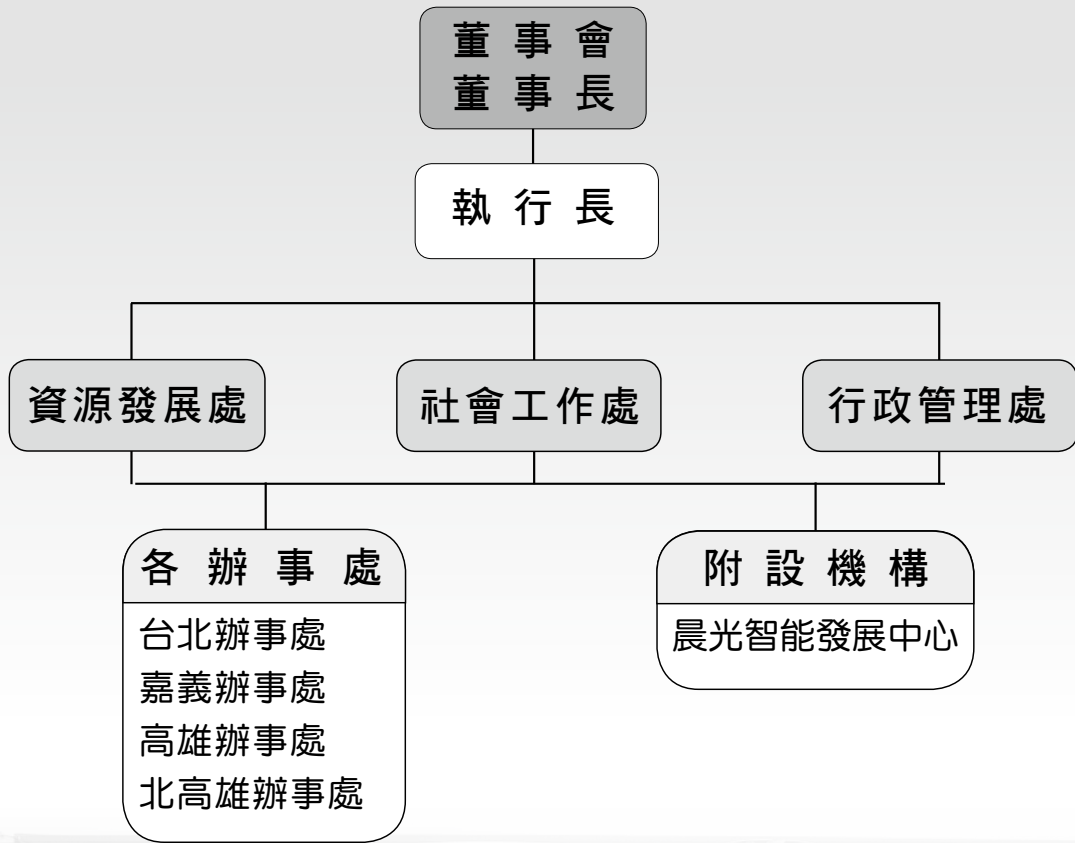 董事會
董事長
執行長
資源發展處
社會工作處
行政管理處
各辦事處
台北辦事處
嘉義辦事處
高雄辦事處
北高雄辦事處
附設機構
晨光智能發展中心